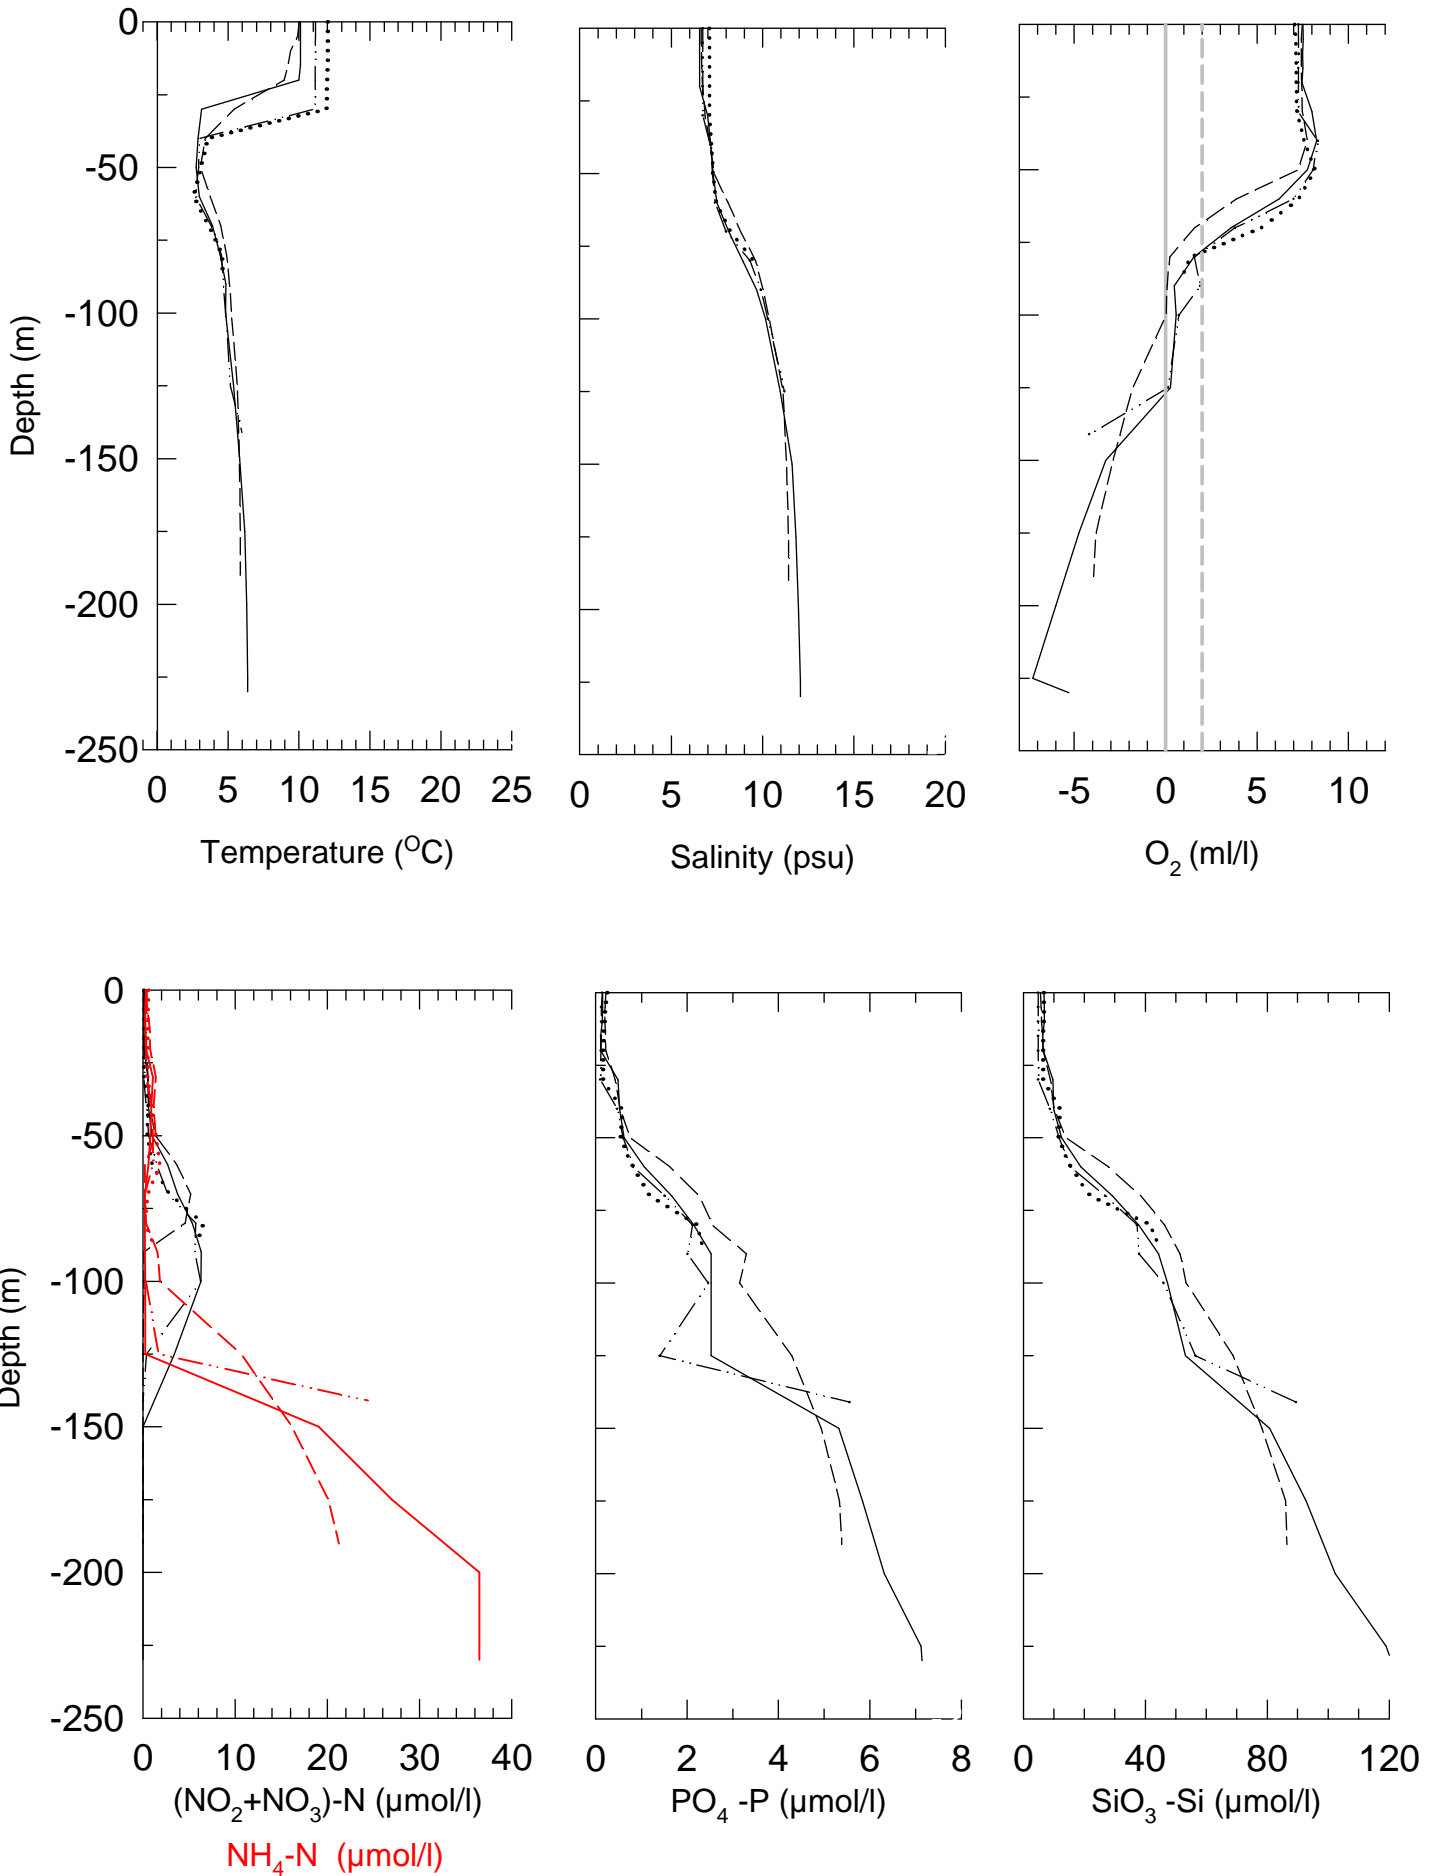 0
-50
-100
-150
-200
-250
Depth (m)
0 5 10 15 20 25
0 5 10 15 20
-5 0 5 10
Temperature (°C)
Salinity (psu)
O₂ (ml/l)
0
-50
-100
-150
-200
-250
Depth (m)
0 10 20 30 40
0 2 4 6 8
0 40 80 120
(NO₂+NO₃)-N (µmol/l)
PO₄ -P (µmol/l)
SiO₃ -Si (µmol/l)
NH₄-N (µmol/l)